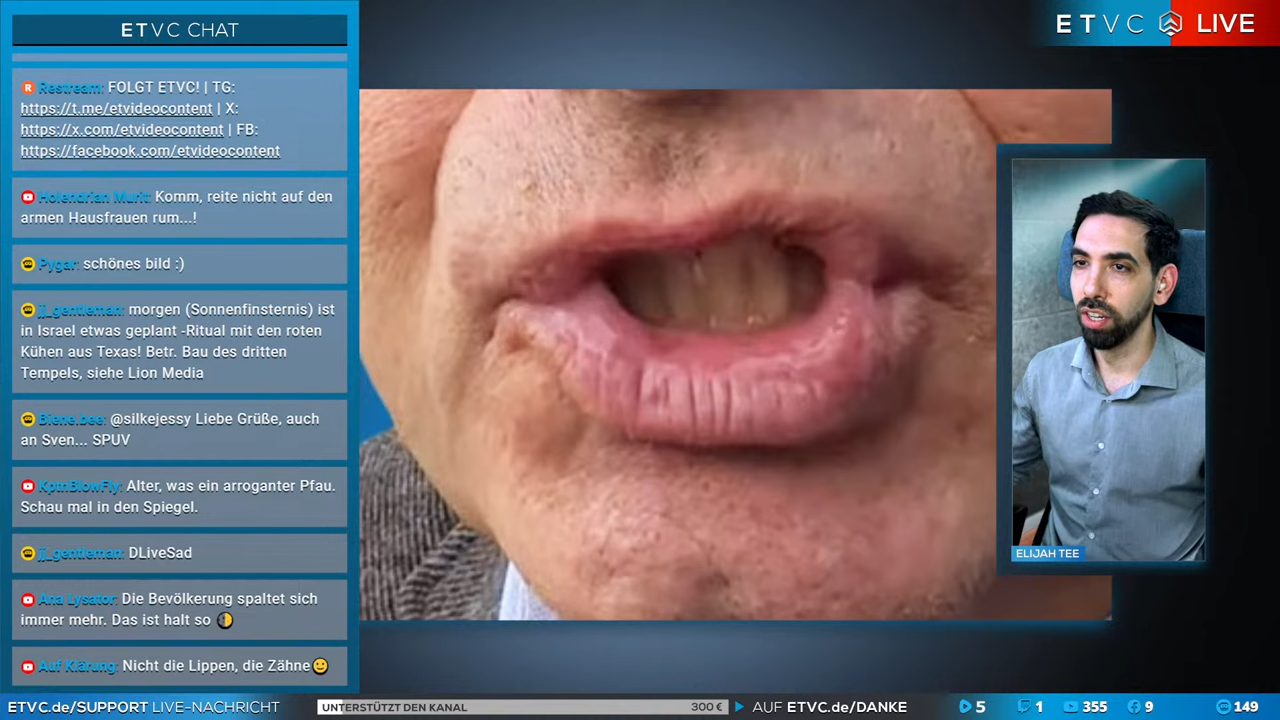 ETVC CHAT
Restream: FOLGT ETVC! | TG:
https://t.me/etvideocontent | X:
https://x.com/etvideocontent | FB:
https://facebook.com/etvideocontent
Holendrian Murit: Komm, reite nicht auf den
armen Hausfrauen rum...!
Pygar: schönes bild :)
jj_gentleman: morgen (Sonnenfinsternis) ist
in Israel etwas geplant -Ritual mit den roten
Kühen aus Texas! Betr. Bau des dritten
Tempels, siehe Lion Media
Biene.bee: @silkejessy Liebe Grüße, auch
an Sven... SPUV
KptnBlowFly: Alter, was ein arroganter Pfau.
Schau mal in den Spiegel.
jj_gentleman: DLiveSad
Ana Lysator: Die Bevölkerung spaltet sich
immer mehr. Das ist halt so
Auf Klärung: Nicht die Lippen, die Zähne
ETVC LIVE
ELIJAH TEE
ETVC.de/SUPPORT LIVE-NACHRICHT
UNTERSTÜTZT DEN KANAL 300 €
AUF ETVC.de/DANKE
5 1 355 9 149